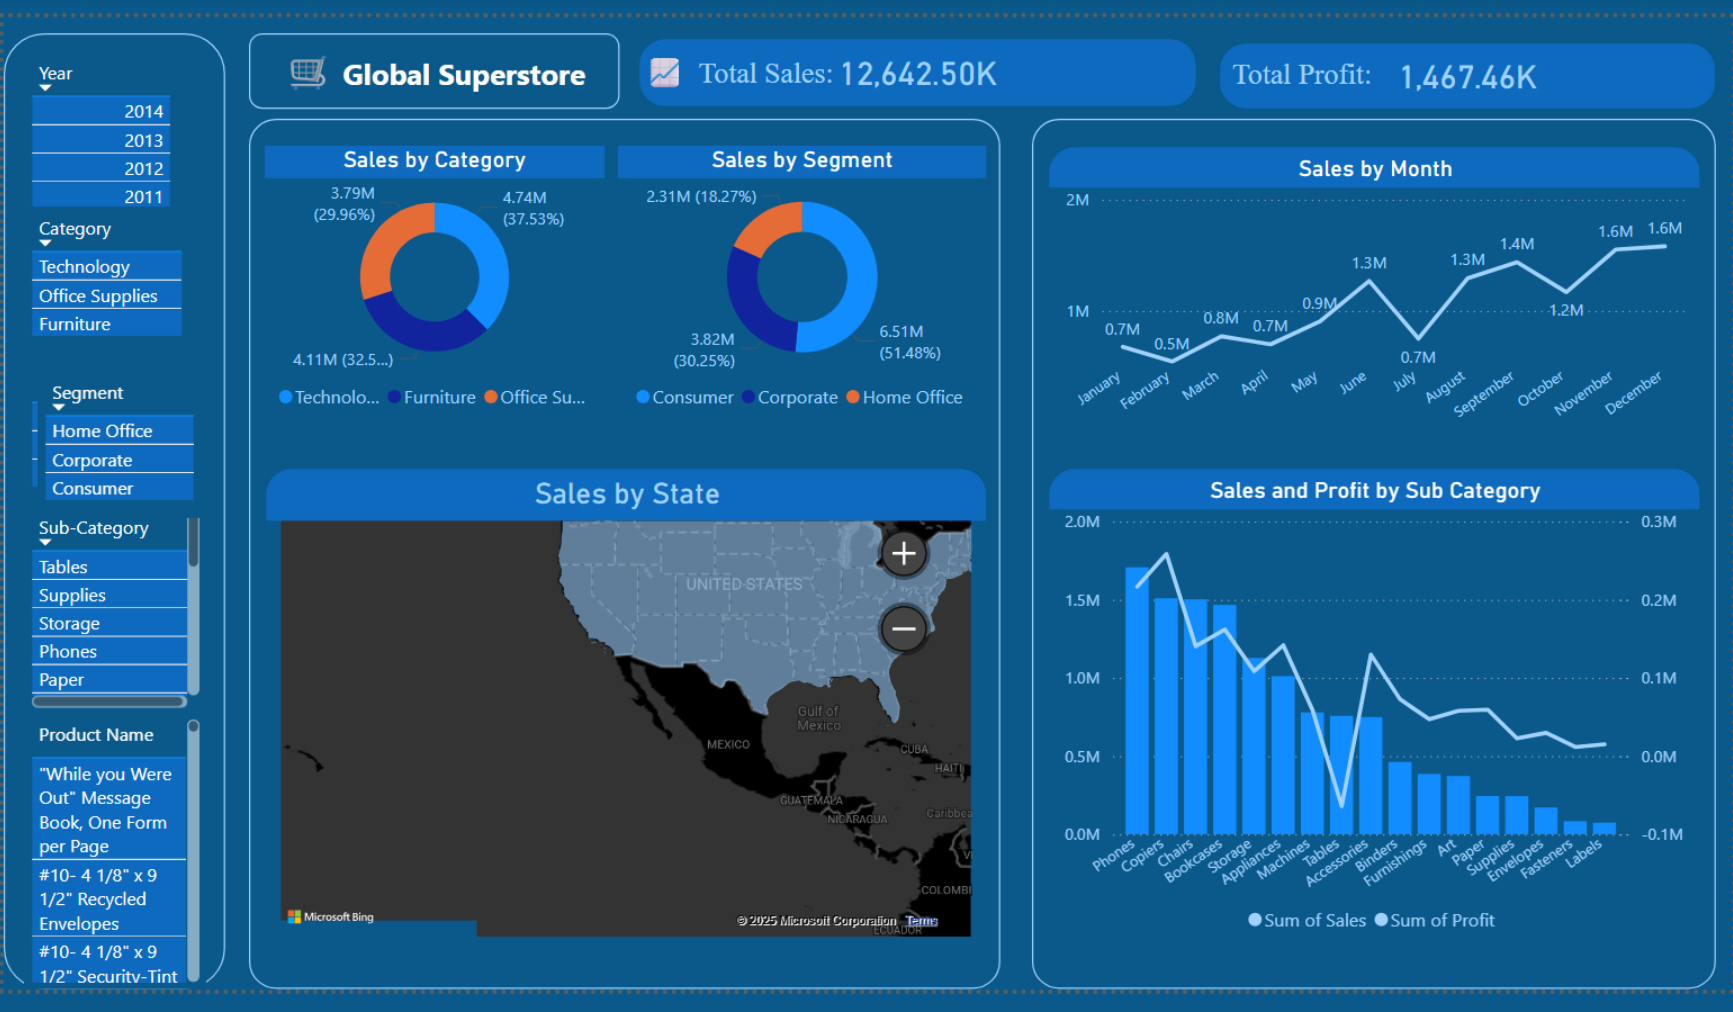 Year
2014
2013
2012
2011
Category
Technology
Office Supplies
Furniture
Segment
Home Office
Corporate
Consumer
Sub-Category
Tables
Supplies
Storage
Phones
Paper
Product Name
"While you Were
Out" Message
Book, One Form
per Page
#10- 4 1/8" x 9
1/2" Recycled
Envelopes
#10- 4 1/8" x 9
1/2" Security-Tint
Global Superstore
Total Sales: 12,642.50K
Total Profit: 1,467.46K
Sales by Category
3.79M
(29.96%)
4.74M
(37.53%)
4.11M (32.5...)
Technolo... Furniture Office Su...
Sales by Segment
2.31M (18.27%)
3.82M
(30.25%)
6.51M
(51.48%)
Consumer Corporate Home Office
Sales by State
UNITED STATES
Gulf of
Mexico
MEXICO
CUBA
HAITI
GUATEMALA
NICARAGUA
Caribbea
V
COLOMBI
ECUADOR
Microsoft Bing
© 2025 Microsoft Corporation Terms
Sales by Month
2M
1M
0.7M
0.5M
0.8M
0.7M
0.9M
1.3M
0.7M
1.3M
1.4M
1.2M
1.6M
1.6M
January
February
March
April
May
June
July
August
September
October
November
December
Sales and Profit by Sub Category
2.0M
1.5M
1.0M
0.5M
0.0M
0.3M
0.2M
0.1M
0.0M
-0.1M
Phones
Copiers
Chairs
Bookcases
Storage
Appliances
Machines
Tables
Accessories
Binders
Furnishings
Art
Paper
Supplies
Envelopes
Fasteners
Labels
Sum of Sales Sum of Profit